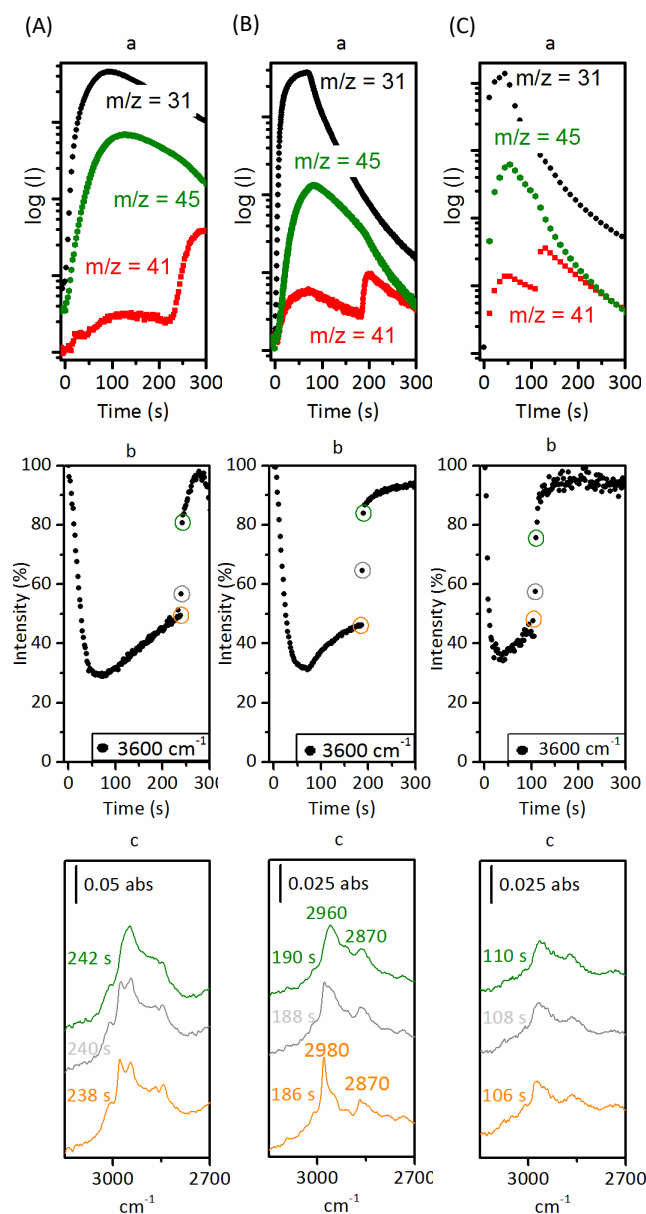 (A)
(B)
(C)
a
a
a
log (I)
m/z = 31
m/z = 45
m/z = 41
0 100 200 300
Time (s)
log (I)
m/z = 31
m/z = 45
m/z = 41
0 100 200 300
Time (s)
log (I)
m/z = 31
m/z = 45
m/z = 41
0 100 200 300
TIme (s)
b
b
b
Intensity (%)
100
80
60
40
20
0
3600 cm⁻¹
0 100 200 300
Time (s)
Intensity (%)
100
80
60
40
20
0
3600 cm⁻¹
0 100 200 300
Time (s)
Intensity (%)
100
80
60
40
20
0
3600 cm⁻¹
0 100 200 300
Time (s)
c
c
c
0.05 abs
242 s
240 s
238 s
3000 2700
cm⁻¹
0.025 abs
2960
2870
190 s
188 s
2980
186 s
2870
3000 2700
cm⁻¹
0.025 abs
110 s
108 s
106 s
3000 2700
cm⁻¹